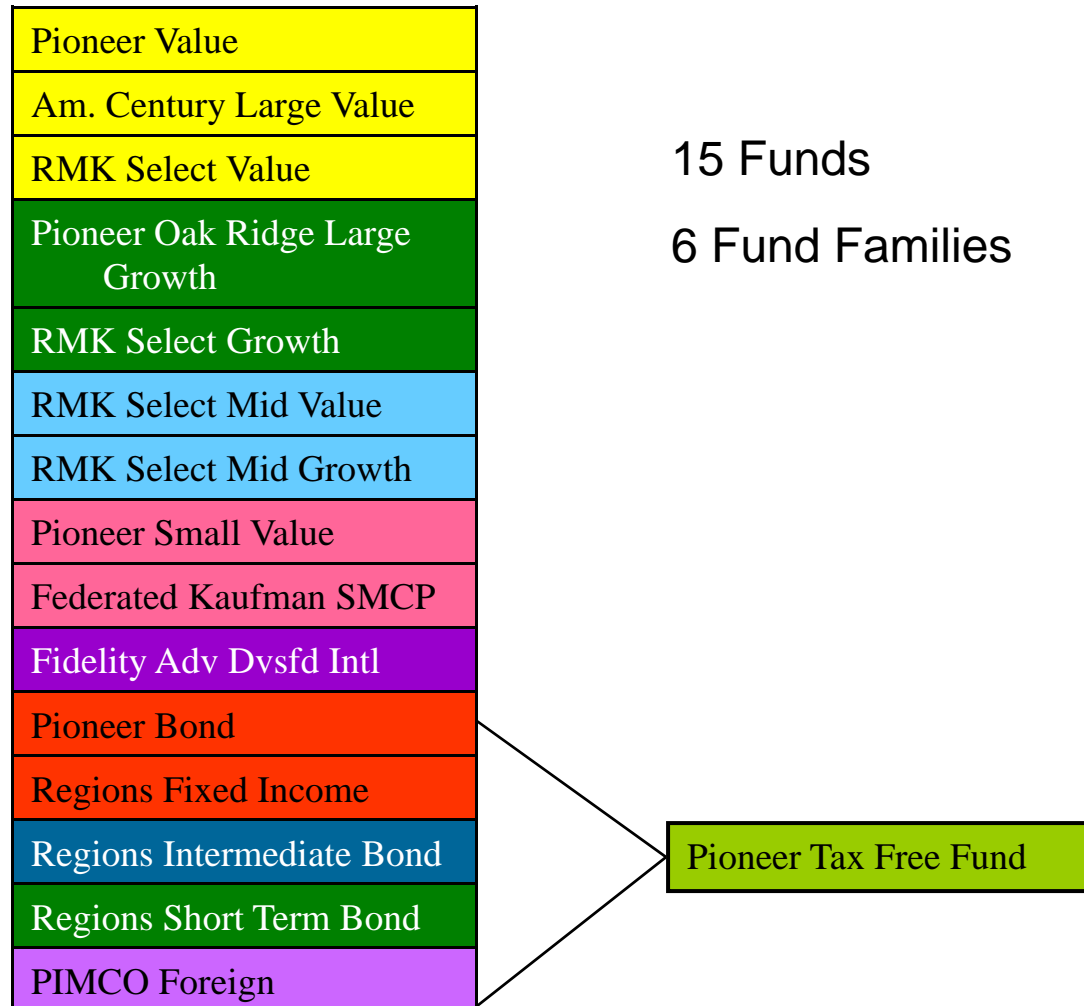 Pioneer Value
Am. Century Large Value
RMK Select Value
Pioneer Oak Ridge Large
Growth
RMK Select Growth
RMK Select Mid Value
RMK Select Mid Growth
Pioneer Small Value
Federated Kaufman SMCP
Fidelity Adv Dvsfd Intl
Pioneer Bond
Regions Fixed Income
Regions Intermediate Bond
Regions Short Term Bond
PIMCO Foreign
15 Funds
6 Fund Families
Pioneer Tax Free Fund